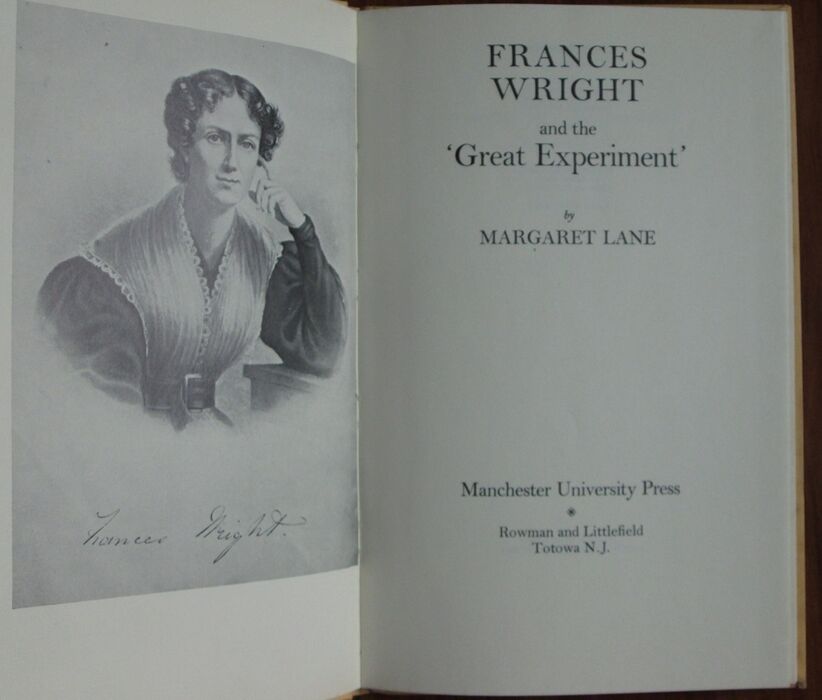 Frances Wright.
FRANCES
WRIGHT
and the
‘Great Experiment’
by
MARGARET LANE
Manchester University Press
Rowman and Littlefield
Totowa N.J.